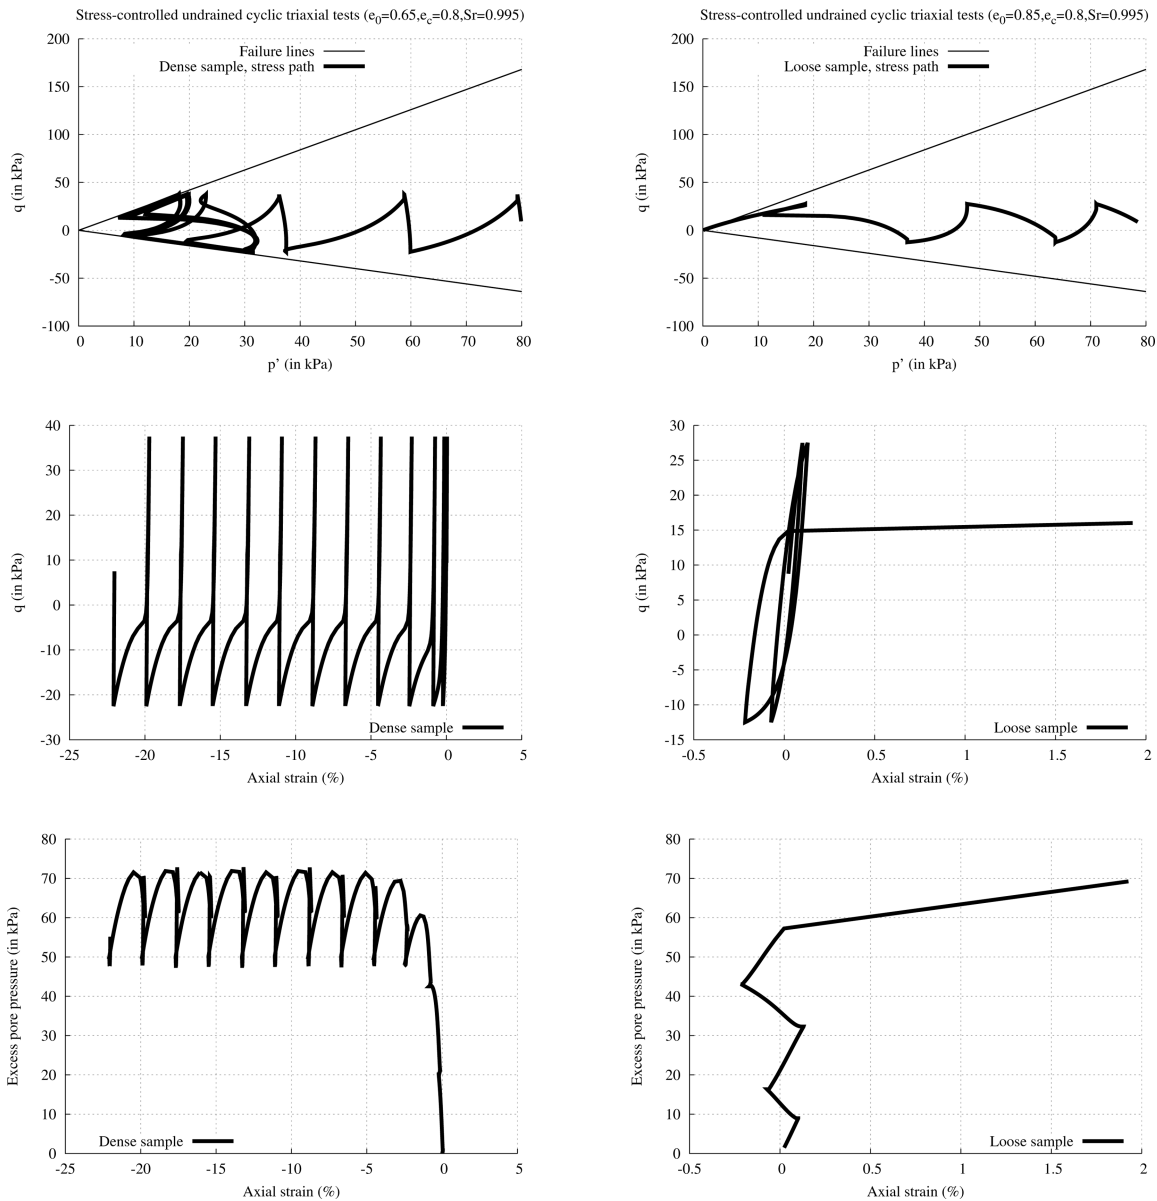 Stress-controlled undrained cyclic triaxial tests (e0=0.65,ec=0.8,Sr=0.995)
200
150
100
50
0
-50
-100
q (in kPa)
Failure lines
Dense sample, stress path
0 10 20 30 40 50 60 70 80
p' (in kPa)
Stress-controlled undrained cyclic triaxial tests (e0=0.85,ec=0.8,Sr=0.995)
200
150
100
50
0
-50
-100
q (in kPa)
Failure lines
Loose sample, stress path
0 10 20 30 40 50 60 70 80
p' (in kPa)
40
30
20
10
0
-10
-20
-30
q (in kPa)
Dense sample
-25 -20 -15 -10 -5 0 5
Axial strain (%)
30
25
20
15
10
5
0
-5
-10
-15
q (in kPa)
Loose sample
-0.5 0 0.5 1 1.5 2
Axial strain (%)
80
70
60
50
40
30
20
10
0
Excess pore pressure (in kPa)
Dense sample
-25 -20 -15 -10 -5 0 5
Axial strain (%)
80
70
60
50
40
30
20
10
0
Excess pore pressure (in kPa)
Loose sample
-0.5 0 0.5 1 1.5 2
Axial strain (%)